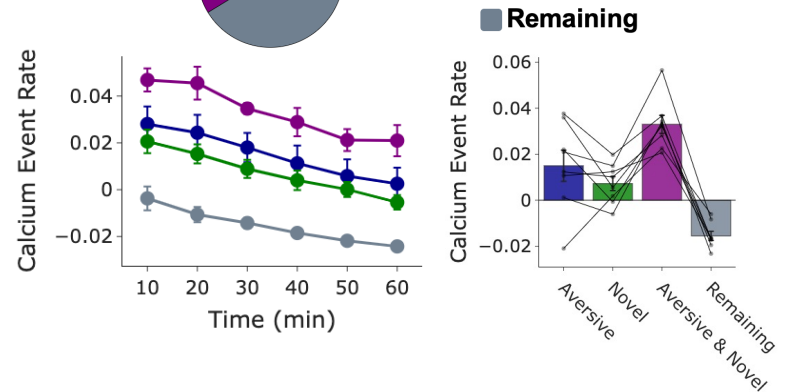 Remaining
Calcium Event Rate
0.04
0.02
0
−0.02
10 20 30 40 50 60
Time (min)
Calcium Event Rate
0.06
0.04
0.02
0
−0.02
Aversive
Novel
Aversive & Novel
Remaining